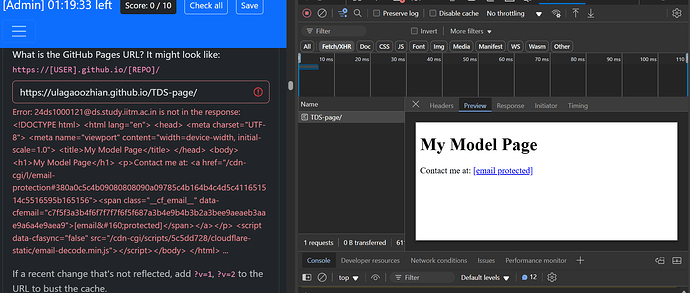 [Admin] 01:19:33 left
Score: 0 / 10
Check all
Save
What is the GitHub Pages URL? It might look like:
https://[USER].github.io/[REPO]/
https://ulagaoozhian.github.io/TDS-page/
Error: 24ds1000121@ds.study.iitm.ac.in is not in the response:
<!DOCTYPE html> <html lang="en"> <head> <meta charset="UTF-
8"> <meta name="viewport" content="width=device-width, initial-
scale=1.0"> <title>My Model Page</title> </head> <body>
<h1>My Model Page</h1> <p>Contact me at: <a href="/cdn-
cgi/l/email-
protection#380a0c5c4b09080808090a09785c4b164b4c4d5c4116515
14c5516595b165156"><span class="__cf_email__" data-
cfemail="c7f5f3a3b4f6f7f7f7f6f5f687a3b4e9b4b3b2a3bee9aeaeb3aa
e9a6a4e9aea9">[email&#160;protected]</span></a></p> <script
data-cfasync="false" src="/cdn-cgi/scripts/5c5dd728/cloudflare-
static/email-decode.min.js"></script></body> </html> ...
If a recent change that's not reflected, add ?v=1, ?v=2 to the
URL to bust the cache.
Preserve log
Disable cache
No throttling
Filter
Invert
More filters
All Fetch/XHR Doc CSS JS Font Img Media Manifest WS Wasm Other
10 ms 20 ms 30 ms 40 ms 50 ms 60 ms 70 ms 80 ms 90 ms 100 ms 110
Name
TDS-page/
Headers Preview Response Initiator Timing
My Model Page
Contact me at: [email protected]
1 requests 0 B transferred 61
Console Developer resources Network conditions Issues Performance monitor
top
Filter
Default levels
12